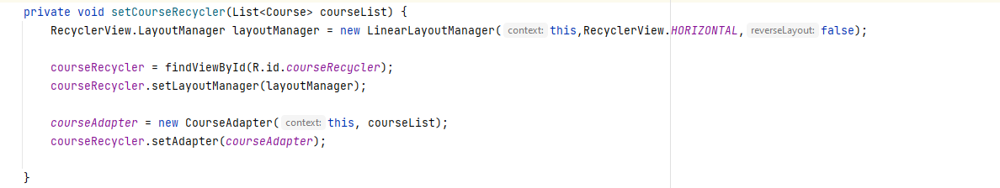 private void setCourseRecycler(List<Course> courseList) {
RecyclerView.LayoutManager layoutManager = new LinearLayoutManager( context: this,RecyclerView.HORIZONTAL, reverseLayout: false);
courseRecycler = findViewById(R.id.courseRecycler);
courseRecycler.setLayoutManager(layoutManager);
courseAdapter = new CourseAdapter( context: this, courseList);
courseRecycler.setAdapter(courseAdapter);
}